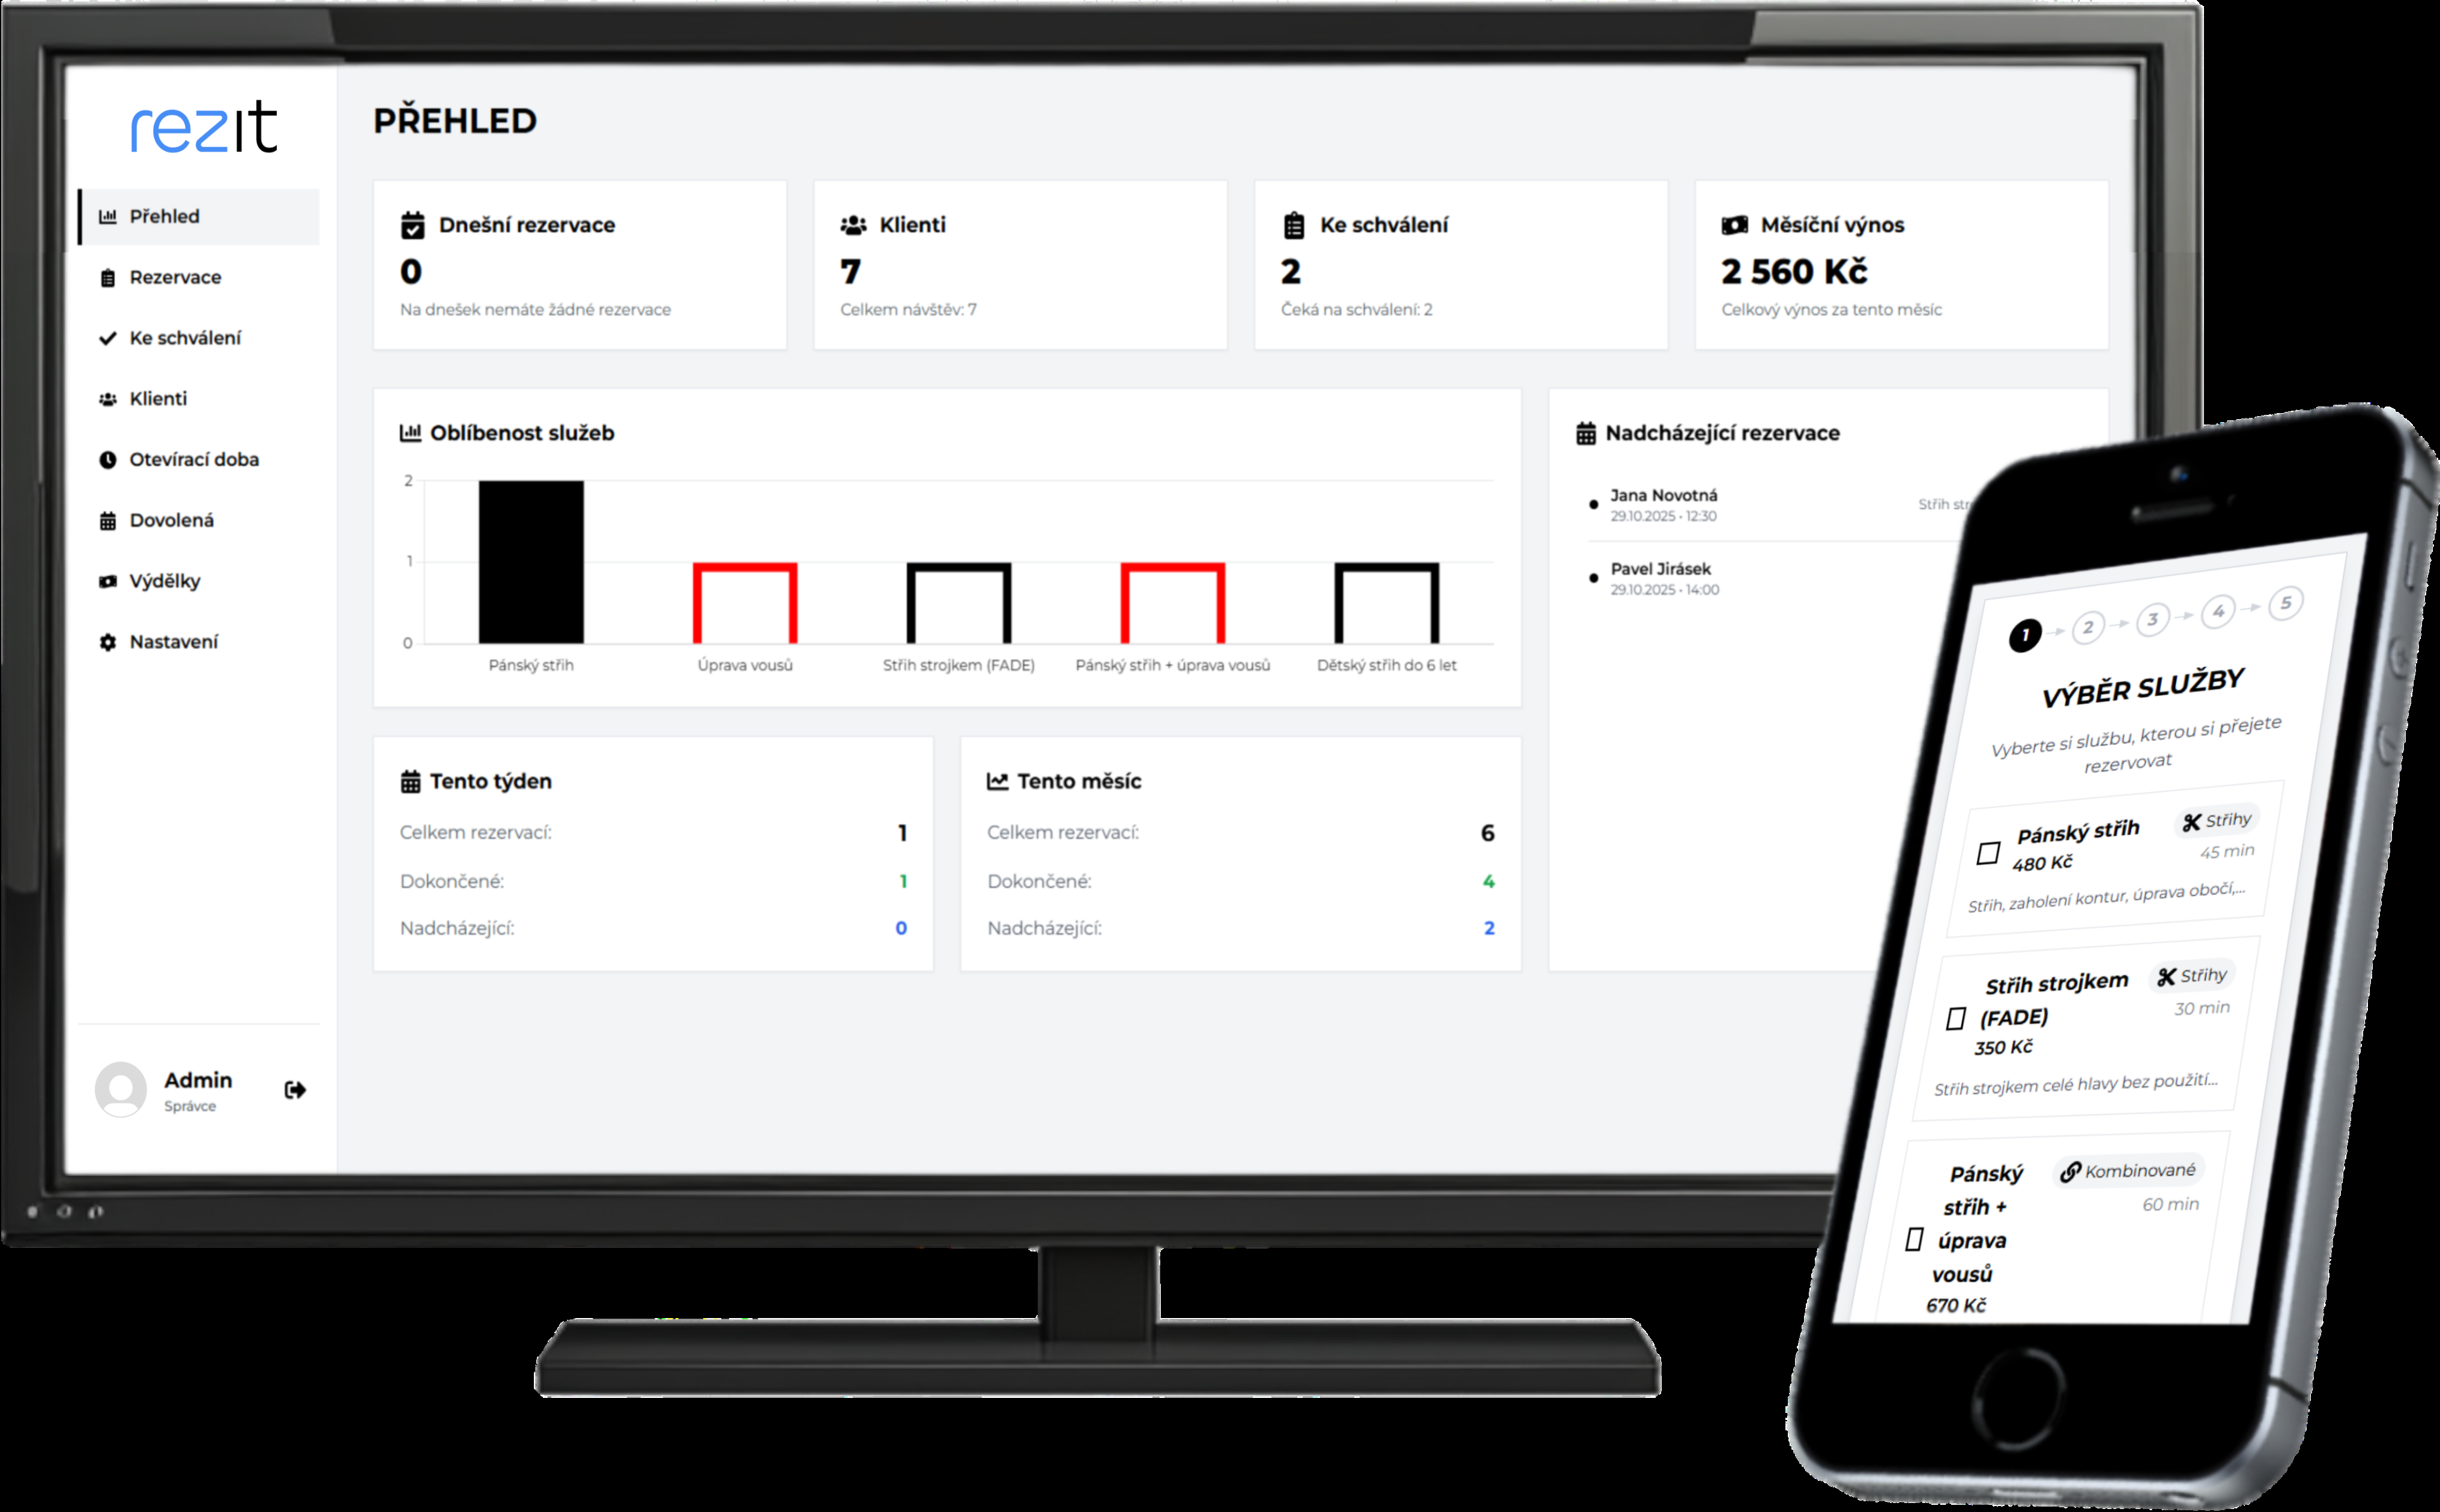 rezıt
Přehled
Rezervace
Ke schválení
Klienti
Otevírací doba
Dovolená
Výdělky
Nastavení
Admin
Správce
PŘEHLED
Dnešní rezervace
0
Na dnešek nemáte žádné rezervace
Klienti
7
Celkem návštěv: 7
Ke schválení
2
Čeká na schválení: 2
Měsíční výnos
2 560 Kč
Celkový výnos za tento měsíc
Oblíbenost služeb
2
1
0
Pánský střih
Úprava vousů
Střih strojkem (FADE)
Pánský střih + úprava vousů
Dětský střih do 6 let
Nadcházející rezervace
Jana Novotná
29.10.2025 • 12:30
Střih
Pavel Jirásek
29.10.2025 • 14:00
Tento týden
Celkem rezervací: 1
Dokončené: 1
Nadcházející: 0
Tento měsíc
Celkem rezervací: 6
Dokončené: 4
Nadcházející: 2
1 2 3 4 5
VÝBĚR SLUŽBY
Vyberte si službu, kterou si přejete
rezervovat
Pánský střih Střihy
480 Kč 45 min
Střih, zaholení kontur, úprava obočí,...
Střih strojkem Střihy
(FADE) 30 min
350 Kč
Střih strojkem celé hlavy bez použití...
Pánský Kombinované
střih + 60 min
úprava
vousů
670 Kč